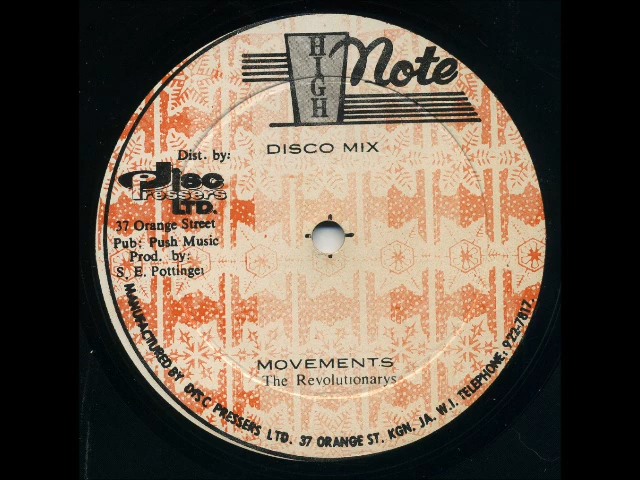 HIGH Note
DISCO MIX
Dist. by:
Disc
Pressers
LTD.
37 Orange Street
Pub: Push Music
Prod. by:
S. E. Pottinger
MOVEMENTS
The Revolutionarys
MANUFACTURED BY DISC PRESSERS LTD. 37 ORANGE ST. KGN. JA. W.I. TELEPHONE: 922-7817.